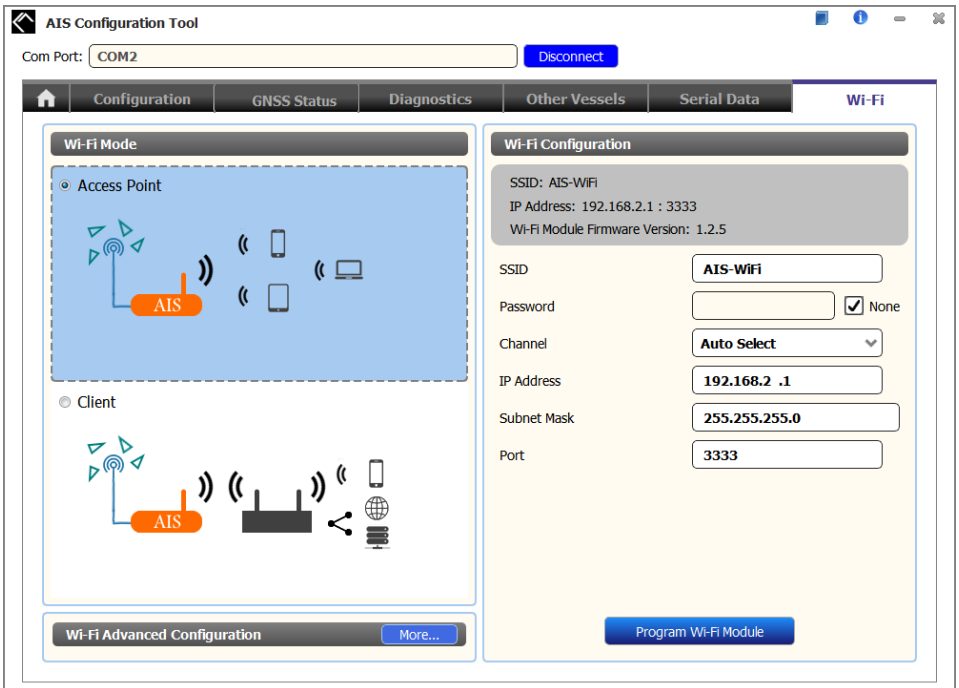 AIS Configuration Tool
Com Port: COM2 Disconnect
Configuration GNSS Status Diagnostics Other Vessels Serial Data Wi-Fi
Wi-Fi Mode
Access Point
AIS
Client
AIS
Wi-Fi Advanced Configuration More...
Wi-Fi Configuration
SSID: AIS-WiFi
IP Address: 192.168.2.1 : 3333
Wi-Fi Module Firmware Version: 1.2.5
SSID AIS-WiFi
Password None
Channel Auto Select
IP Address 192.168.2 .1
Subnet Mask 255.255.255.0
Port 3333
Program Wi-Fi Module